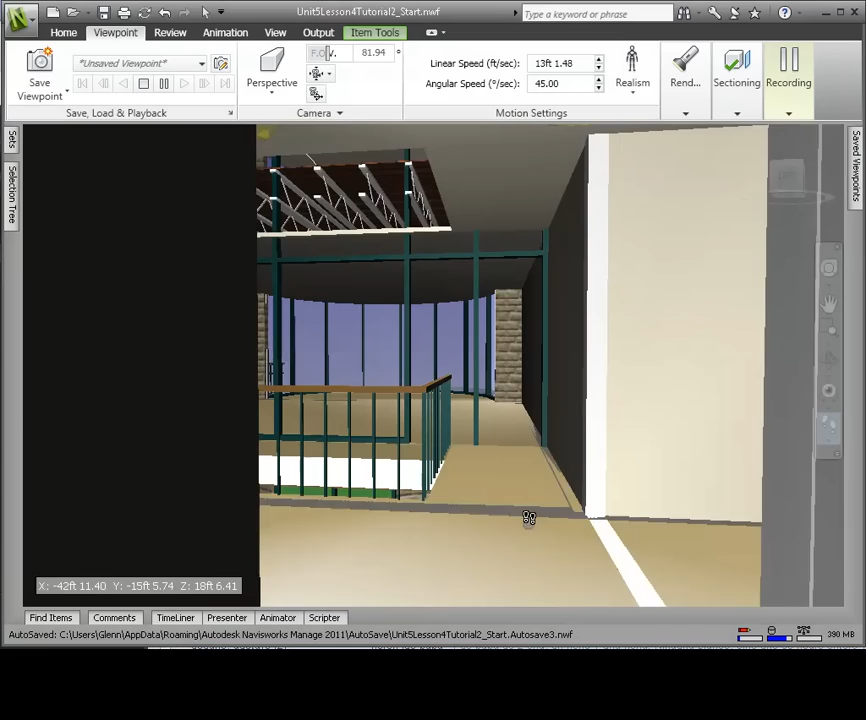 Unit5Lesson4Tutorial2_Start.nwf
Type a keyword or phrase
Home Viewpoint Review Animation View Output Item Tools
*Unsaved Viewpoint*
Save Viewpoint
Save, Load & Playback
Perspective
81.94 °
Camera
Linear Speed (ft/sec): 13ft 1.48
Angular Speed (°/sec): 45.00
Motion Settings
Realism
Rend...
Sectioning
Recording
Sets
Selection Tree
Saved Viewpoints
X: -42ft 11.40 Y: -15ft 5.74 Z: 18ft 6.41
Find Items Comments TimeLiner Presenter Animator Scripter
AutoSaved: C:\Users\Glenn\AppData\Roaming\Autodesk Navisworks Manage 2011\AutoSave\Unit5Lesson4Tutorial2_Start.Autosave3.nwf
390 MB